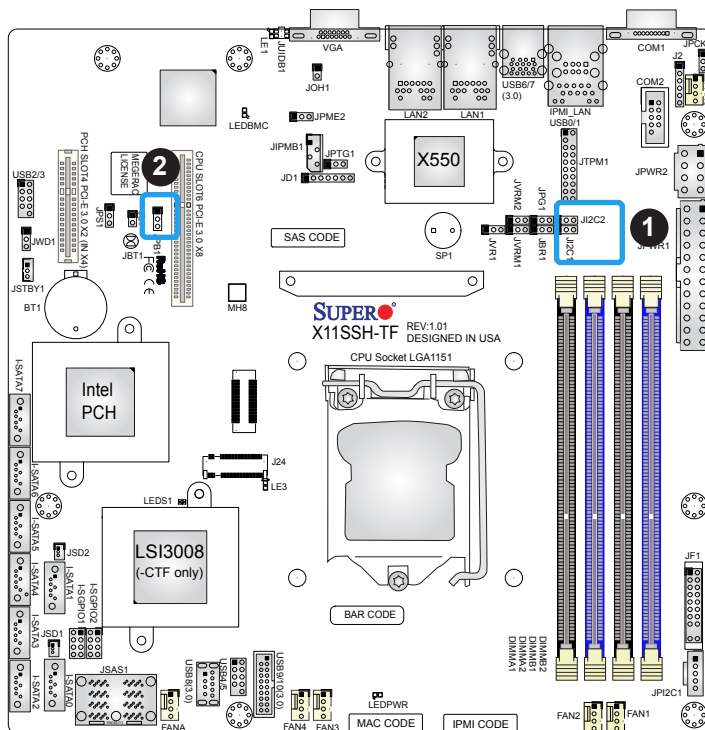 LE1
JUIDB1
VGA
COM1
JPCK
J2
COM2
JOH1
LAN2
LAN1
USB6/7
(3.0)
IPMI_LAN
USB0/1
LEDBMC
JPME2
JIPMB1
JPTG1
JD1
X550
JTPM1
JPWR2
2
MEGERAC
LICENSE
PCH SLOT4 PCI-E 3.0 X2 (IN X4)
CPU SLOT6 PCI-E 3.0 X8
USB2/3
JPS1
PB1
JBT1
JWD1
JSTBY1
BT1
RoHS
FC CE
SAS CODE
SP1
JVRM2
JPG1
JI2C2
1
JPWR1
JVR1
JVRM1
JBR1
JI2C1
MH8
SUPER
X11SSH-TF
REV:1.01
DESIGNED IN USA
CPU Socket LGA1151
Intel
PCH
I-SATA7
I-SATA6
I-SATA5
I-SATA4
I-SATA3
I-SATA2
J24
LE3
LEDS1
LSI3008
(-CTF only)
JSD2
I-SATA1
I-SGPIO1
I-SGPIO2
JSD1
I-SATA0
JSAS1
FANA
USB8(3.0)
USB4/5
USB9/10(3.0)
FAN4
FAN3
BAR CODE
LEDPWR
MAC CODE
IPMI CODE
DIMMA1
DIMMA2
DIMMB1
DIMMB2
JF1
JPI2C1
FAN2
FAN1